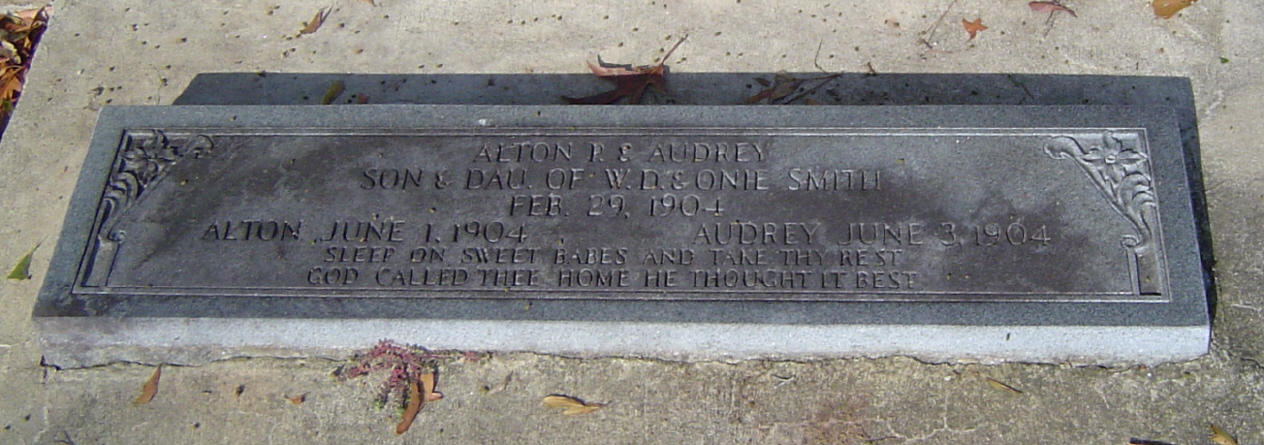 ALTON P. & AUDREY
SON & DAU. OF W.D. & ONIE SMITH
FEB. 29, 1904
ALTON JUNE 1, 1904 AUDREY JUNE 3, 1904
SLEEP ON SWEET BABES AND TAKE THY REST
GOD CALLED THEE HOME HE THOUGHT IT BEST